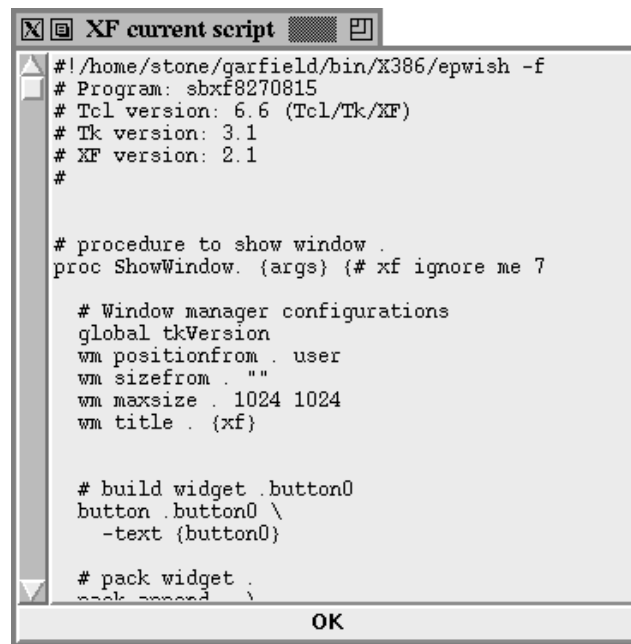 XF current script
#!/home/stone/garfield/bin/X386/epwish -f
# Program: sbxf8270815
# Tcl version: 6.6 (Tcl/Tk/XF)
# Tk version: 3.1
# XF version: 2.1
#
# procedure to show window .
proc ShowWindow. {args} {# xf ignore me 7
# Window manager configurations
global tkVersion
wm positionfrom . user
wm sizefrom . ""
wm maxsize . 1024 1024
wm title . {xf}
# build widget .button0
button .button0 \
-text {button0}
# pack widget .
pack append . \
OK